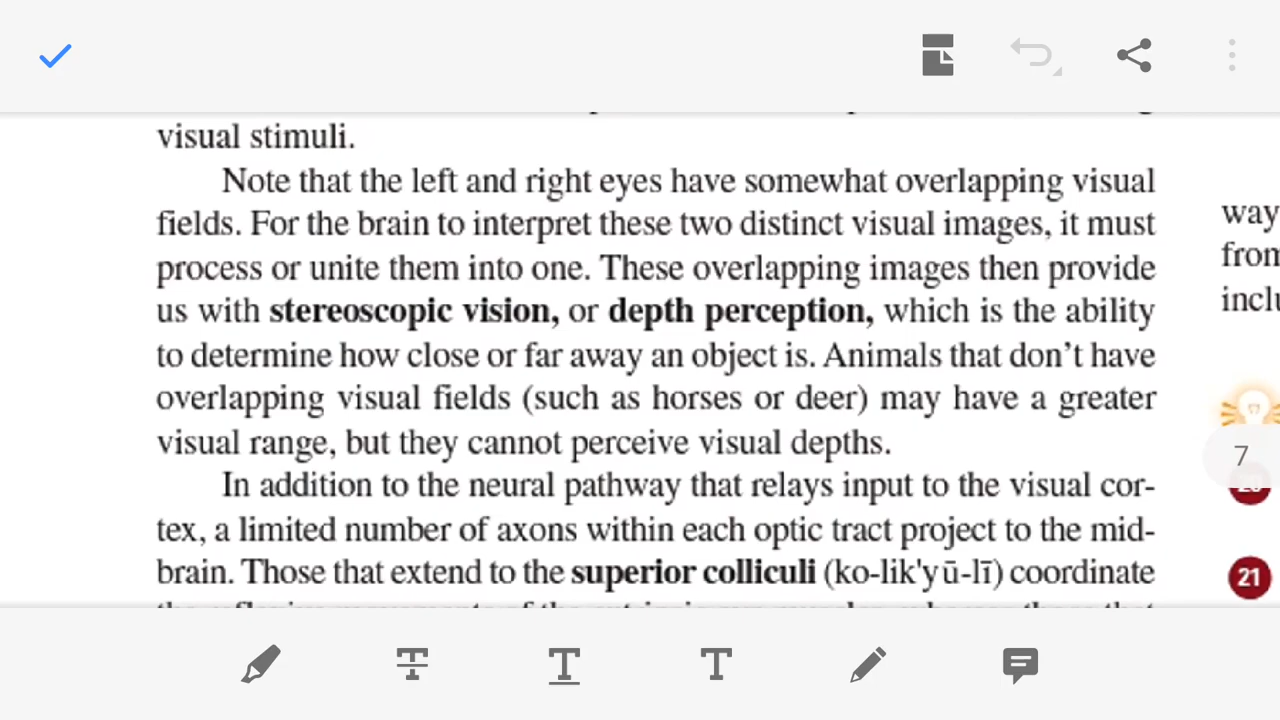 visual stimuli.
Note that the left and right eyes have somewhat overlapping visual
fields. For the brain to interpret these two distinct visual images, it must
process or unite them into one. These overlapping images then provide
us with stereoscopic vision, or depth perception, which is the ability
to determine how close or far away an object is. Animals that don't have
overlapping visual fields (such as horses or deer) may have a greater
visual range, but they cannot perceive visual depths.
In addition to the neural pathway that relays input to the visual cor-
tex, a limited number of axons within each optic tract project to the mid-
brain. Those that extend to the superior colliculi (ko-lik'yū-lī) coordinate
way
from
inclu
7
21